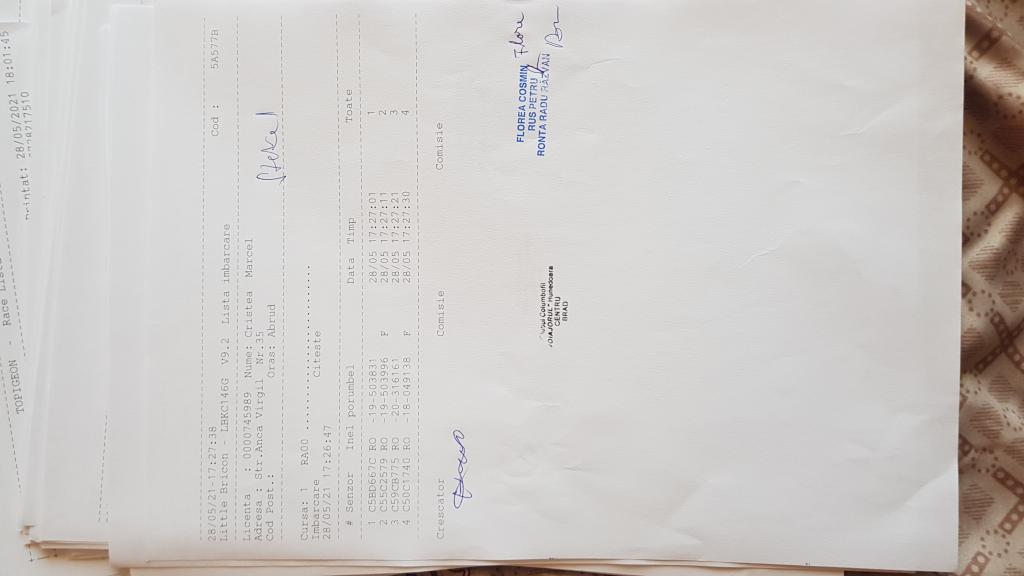 TOPIGEON - Race Lista
Printat: 28/05/2021 18:01:45
28/05/21-17:27:38 Cod : 5A577B
Little Bricon - LBKC146G V9.2 Lista imbarcare
Licenta : 0000745989 Nume: Cristea Marcel
Adresa : Str.Anca Virgil Nr.35
Cod Post.: Oras: Abrud
Cursa: 1 RA00 ..............................
Imbarcare Citeste
28/05/21 17:26:47
# Senzor Inel porumbel Data Timp Toate
1 C5BD667C RO -19-503831 28/05 17:27:01 1
2 C55C2579 RO -19-503996 F 28/05 17:27:11 2
3 C59CB775 RO -20-316161 28/05 17:27:21 3
4 C50C1740 RO -18-049138 F 28/05 17:27:30 4
Crescator Comisie Comisie
FLOREA COSMIN
RUS PETRU
RONTA RADU RAZVAN
Columbofil
"VOIAJORUL" Hunedoara
CENTRU
BRAD